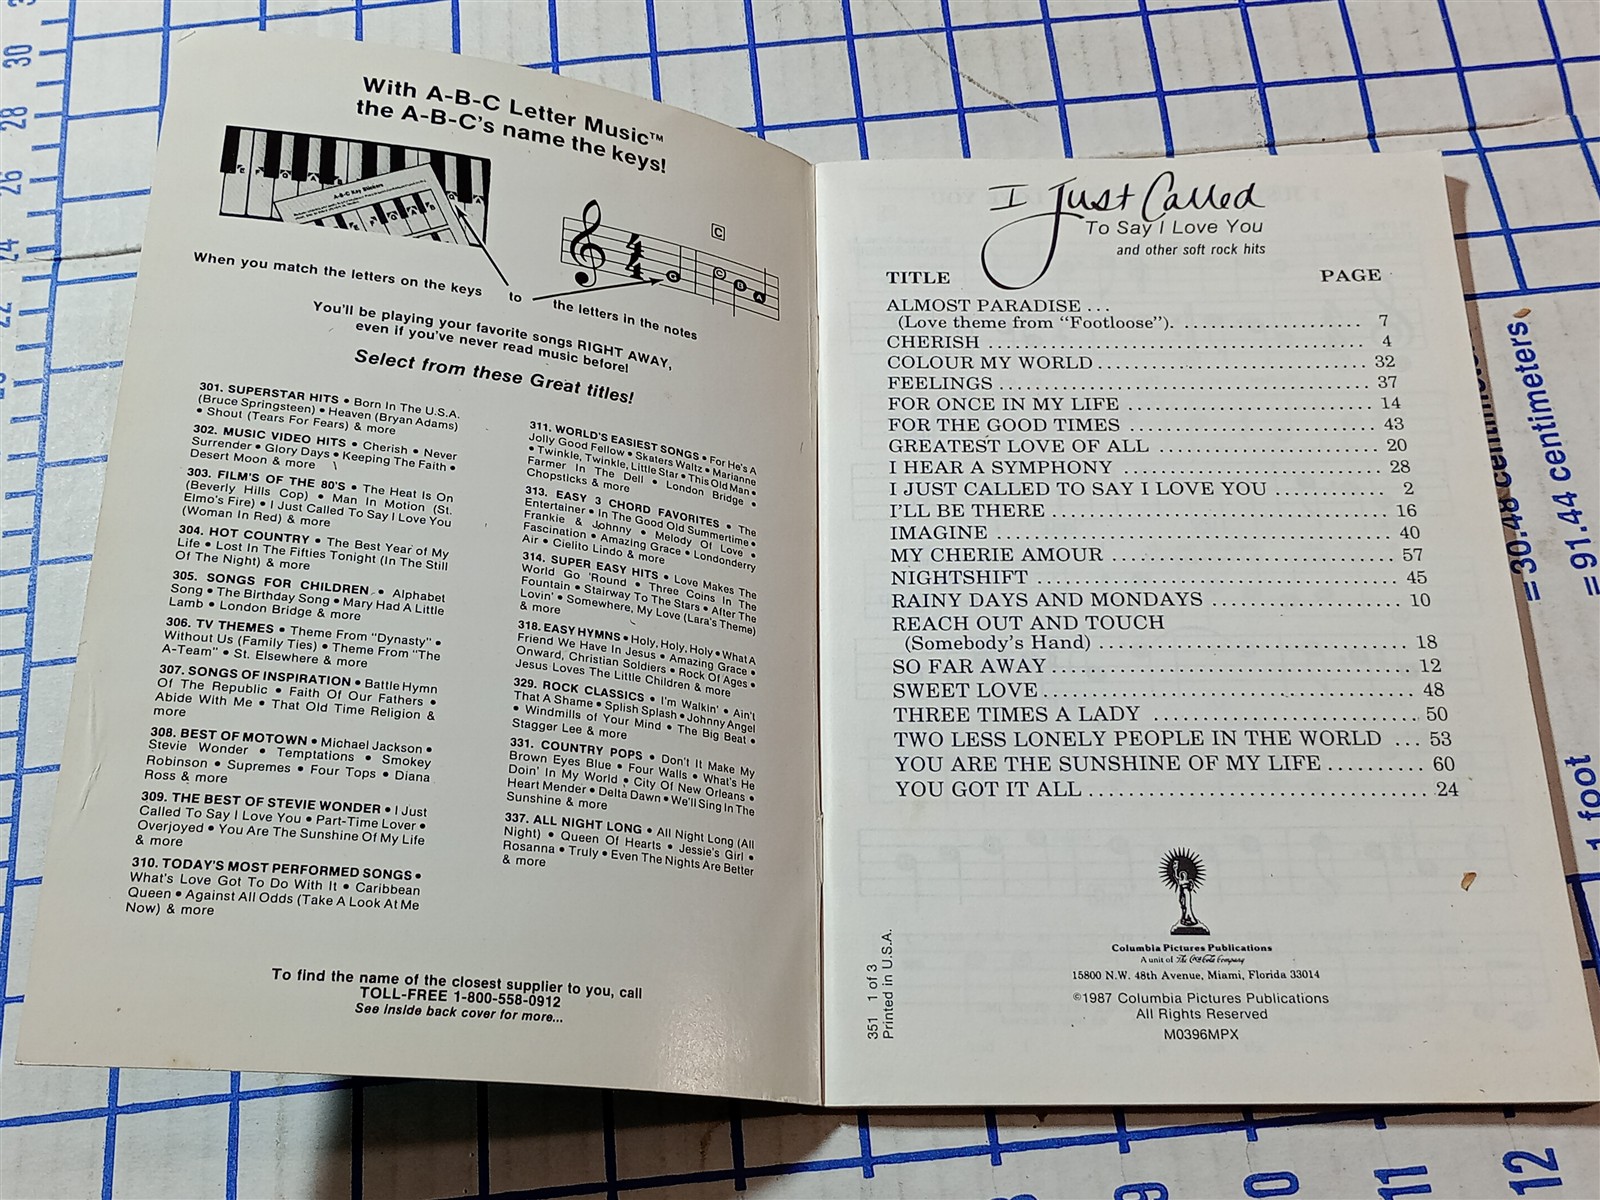 With A-B-C Letter Music™
the A-B-C's name the keys!
A-B-C Key Stickers
C
When you match the letters on the keys to the letters in the notes
You'll be playing your favorite songs RIGHT AWAY,
even if you've never read music before!
Select from these Great titles!
301. SUPERSTAR HITS • Born In The U.S.A.
(Bruce Springsteen) • Heaven (Bryan Adams)
• Shout (Tears For Fears) & more
302. MUSIC VIDEO HITS • Cherish • Never
Surrender • Glory Days • Keeping The Faith •
Desert Moon & more
303. FILM'S OF THE 80'S • The Heat Is On
(Beverly Hills Cop) • Man In Motion (St.
Elmo's Fire) • I Just Called To Say I Love You
(Woman In Red) & more
304. HOT COUNTRY • The Best Year of My
Life. • Lost In The Fifties Tonight (In The Still
Of The Night) & more
305. SONGS FOR CHILDREN • Alphabet
Song • The Birthday Song • Mary Had A Little
Lamb • London Bridge & more
306. TV THEMES • Theme From "Dynasty" •
Without Us (Family Ties) • Theme From "The
A-Team" • St. Elsewhere & more
307. SONGS OF INSPIRATION • Battle Hymn
Of The Republic • Faith Of Our Fathers •
Abide With Me • That Old Time Religion &
more
308. BEST OF MOTOWN • Michael Jackson •
Stevie Wonder • Temptations • Smokey
Robinson • Supremes • Four Tops • Diana
Ross & more
309. THE BEST OF STEVIE WONDER • I Just
Called To Say I Love You • Part-Time Lover •
Overjoyed • You Are The Sunshine Of My Life
& more
310. TODAY'S MOST PERFORMED SONGS •
What's Love Got To Do With It • Caribbean
Queen • Against All Odds (Take A Look At Me
Now) & more
311. WORLD'S EASIEST SONGS • For He's A
Jolly Good Fellow • Skaters Waltz • Marianne
• Twinkle, Twinkle, Little Star • This Old Man •
Farmer In The Dell • London Bridge •
Chopsticks & more
313. EASY 3 CHORD FAVORITES • The
Entertainer • In The Good Old Summertime •
Frankie & Johnny • Melody Of Love •
Fascination • Amazing Grace • Londonderry
Air • Cielito Lindo & more
314. SUPER EASY HITS • Love Makes The
World Go 'Round • Three Coins In The
Fountain • Stairway To The Stars • After The
Lovin' • Somewhere, My Love (Lara's Theme)
& more
318. EASY HYMNS • Holy, Holy, Holy • What A
Friend We Have In Jesus • Amazing Grace •
Onward, Christian Soldiers • Rock Of Ages •
Jesus Loves The Little Children & more
329. ROCK CLASSICS • I'm Walkin' • Ain't
That A Shame • Splish Splash • Johnny Angel
• Windmills of Your Mind • The Big Beat •
Stagger Lee & more
331. COUNTRY POPS • Don't It Make My
Brown Eyes Blue • Four Walls • What's He
Doin' In My World • City Of New Orleans •
Heart Mender • Delta Dawn • We'll Sing In The
Sunshine & more
337. ALL NIGHT LONG • All Night Long (All
Night) • Queen Of Hearts • Jessie's Girl •
Rosanna • Truly • Even The Nights Are Better
& more
To find the name of the closest supplier to you, call
TOLL-FREE 1-800-558-0912
See inside back cover for more...
I Just Called
To Say I Love You
and other soft rock hits
TITLE PAGE
ALMOST PARADISE ...
(Love theme from "Footloose"). .................. 7
CHERISH .................. 4
COLOUR MY WORLD .................. 32
FEELINGS .................. 37
FOR ONCE IN MY LIFE .................. 14
FOR THE GOOD TIMES .................. 43
GREATEST LOVE OF ALL .................. 20
I HEAR A SYMPHONY .................. 28
I JUST CALLED TO SAY I LOVE YOU ........... 2
I'LL BE THERE .................. 16
IMAGINE .................. 40
MY CHERIE AMOUR .................. 57
NIGHTSHIFT .................. 45
RAINY DAYS AND MONDAYS .................. 10
REACH OUT AND TOUCH
(Somebody's Hand) .................. 18
SO FAR AWAY .................. 12
SWEET LOVE .................. 48
THREE TIMES A LADY .................. 50
TWO LESS LONELY PEOPLE IN THE WORLD ... 53
YOU ARE THE SUNSHINE OF MY LIFE .......... 60
YOU GOT IT ALL .................. 24
Columbia Pictures Publications
A unit of The Coca-Cola Company
15800 N.W. 48th Avenue, Miami, Florida 33014
©1987 Columbia Pictures Publications
All Rights Reserved
M0396MPX
351 1 of 3
Printed in U.S.A.
30
28
26
24
22
= 30.48 centimeters
= 91.44 centimeters
1 foot
9
11
12